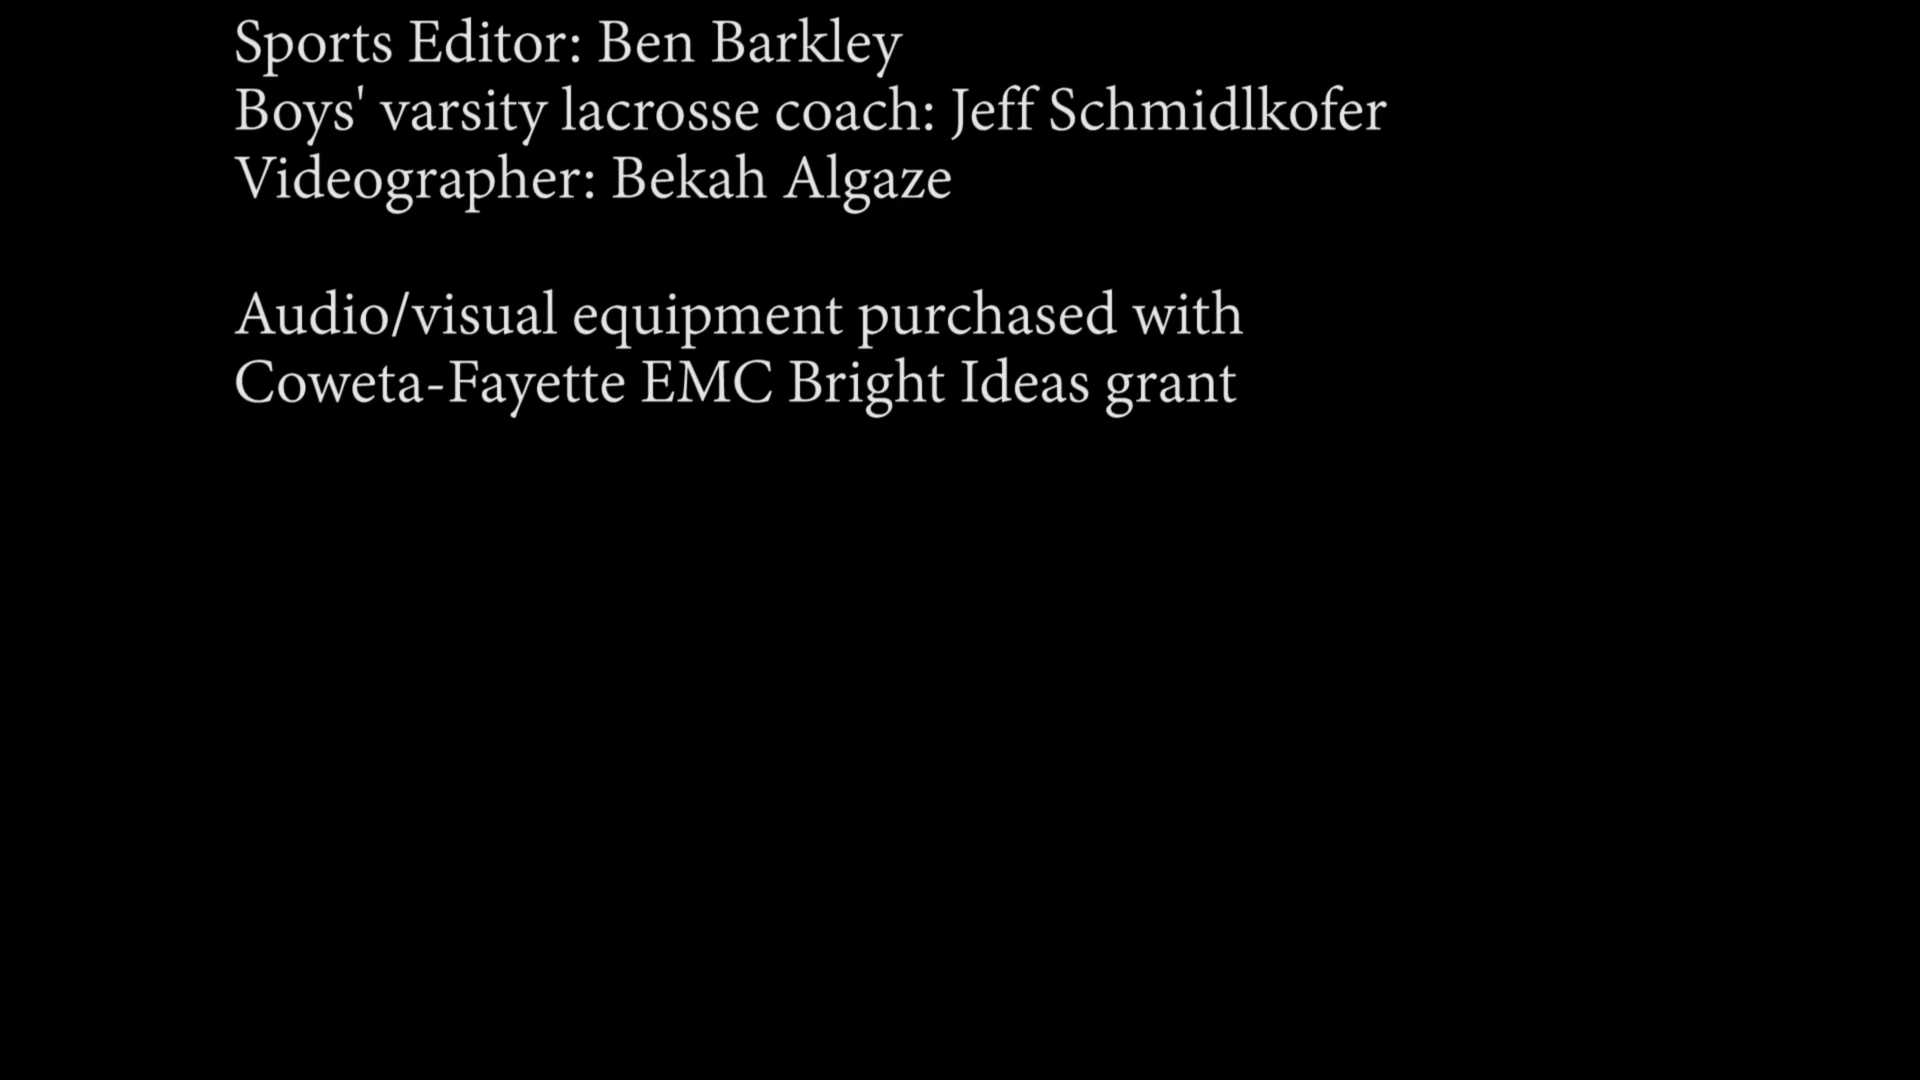 Sports Editor: Ben Barkley
Boys' varsity lacrosse coach: Jeff Schmidlkofer
Videographer: Bekah Algaze
Audio/visual equipment purchased with
Coweta-Fayette EMC Bright Ideas grant